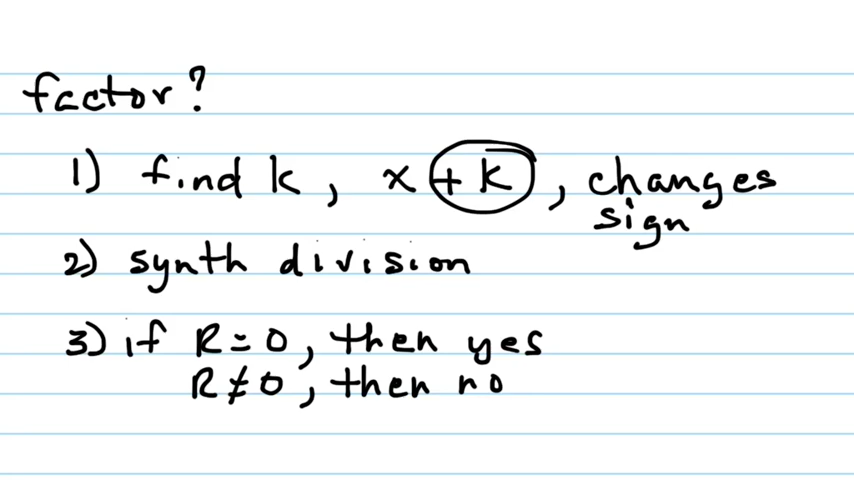 factor?
1) find k, x + k, changes
sign
2) synth division
3) if R = 0, then yes
R ≠ 0, then no